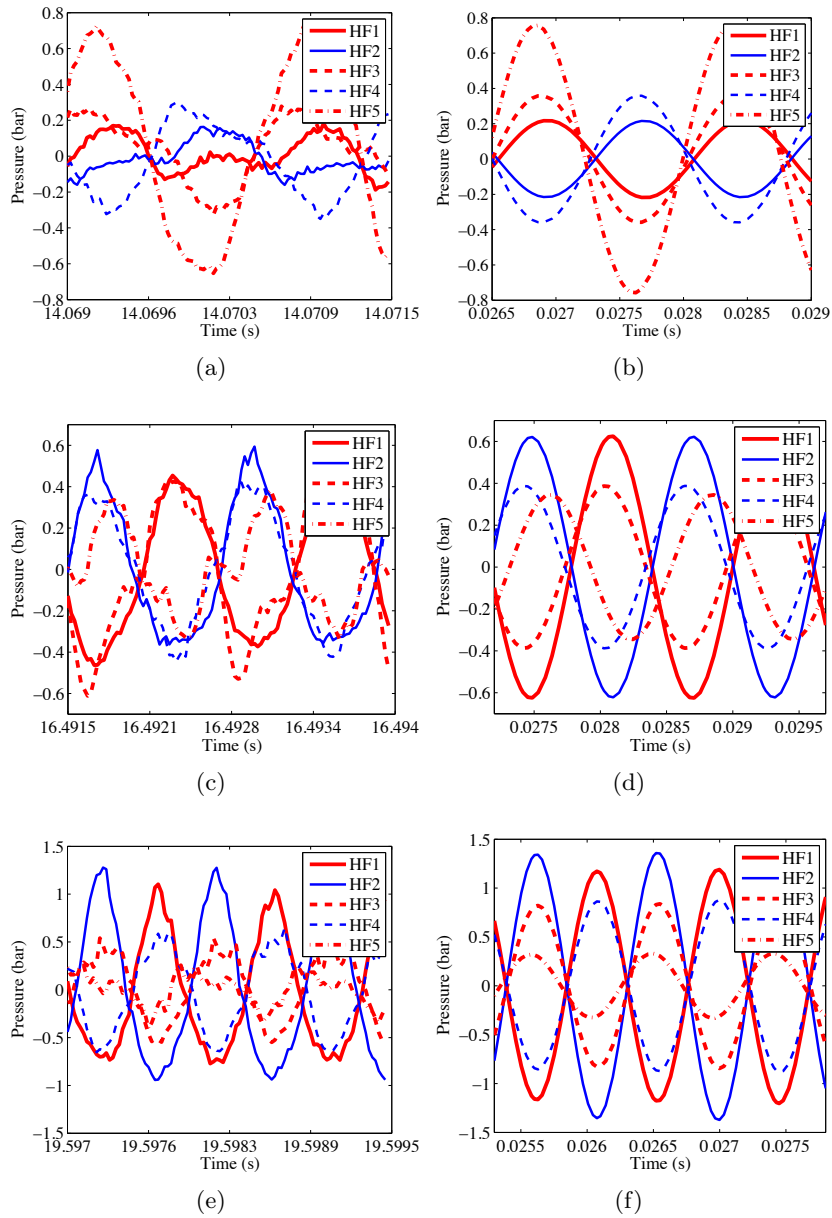 0.8
0.6
0.4
0.2
0
−0.2
−0.4
−0.6
−0.8
Pressure (bar)
14.069 14.0696 14.0703 14.0709 14.0715
Time (s)
HF1
HF2
HF3
HF4
HF5
(a)
0.8
0.6
0.4
0.2
0
−0.2
−0.4
−0.6
−0.8
Pressure (bar)
0.0265 0.027 0.0275 0.028 0.0285 0.029
Time (s)
HF1
HF2
HF3
HF4
HF5
(b)
0.6
0.4
0.2
0
−0.2
−0.4
−0.6
Pressure (bar)
16.4915 16.4921 16.4928 16.4934 16.494
Time (s)
HF1
HF2
HF3
HF4
HF5
(c)
0.6
0.4
0.2
0
−0.2
−0.4
−0.6
Pressure (bar)
0.0275 0.028 0.0285 0.029 0.0295
Time (s)
HF1
HF2
HF3
HF4
HF5
(d)
1.5
1
0.5
0
−0.5
−1
−1.5
Pressure (bar)
19.597 19.5976 19.5983 19.5989 19.5995
Time (s)
HF1
HF2
HF3
HF4
HF5
(e)
1.5
1
0.5
0
−0.5
−1
−1.5
Pressure (bar)
0.0255 0.026 0.0265 0.027 0.0275
Time (s)
HF1
HF2
HF3
HF4
HF5
(f)